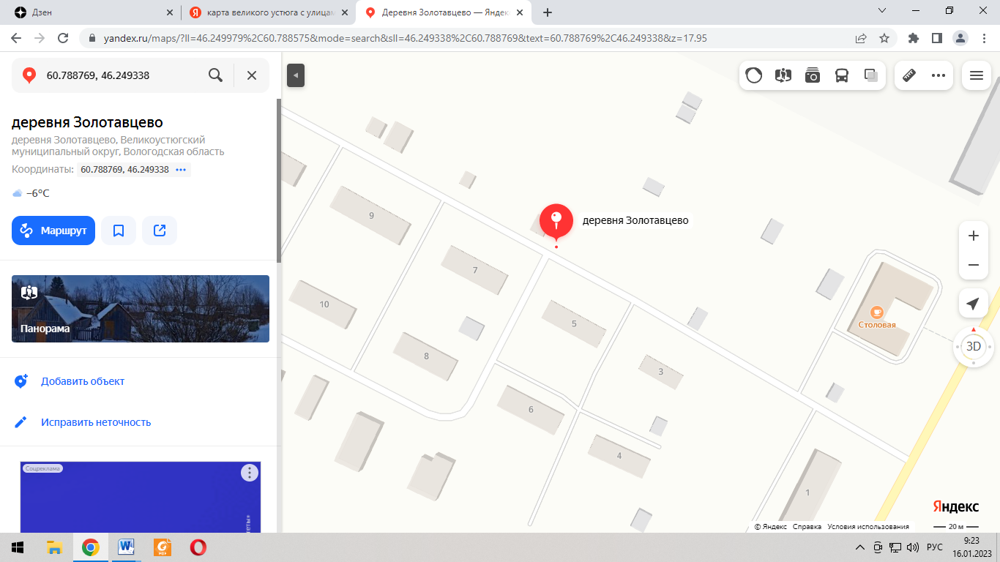 Дзен
карта великого устюга с улицам
Деревня Золотавцево — Яндекс
yandex.ru/maps/?ll=46.249979%2C60.788575&mode=search&sll=46.249338%2C60.788769&text=60.788769%2C46.249338&z=17.95
60.788769, 46.249338
деревня Золотавцево
деревня Золотавцево, Великоустюгский
муниципальный округ, Вологодская область
Координаты: 60.788769, 46.249338
−6°C
Маршрут
Панорама
Добавить объект
Исправить неточность
Соцреклама
9
7
деревня Золотавцево
10
8
5
3
6
4
1
Столовая
3D
Яндекс
© Яндекс Справка Условия использования
20 м
РУС
9:23
16.01.2023